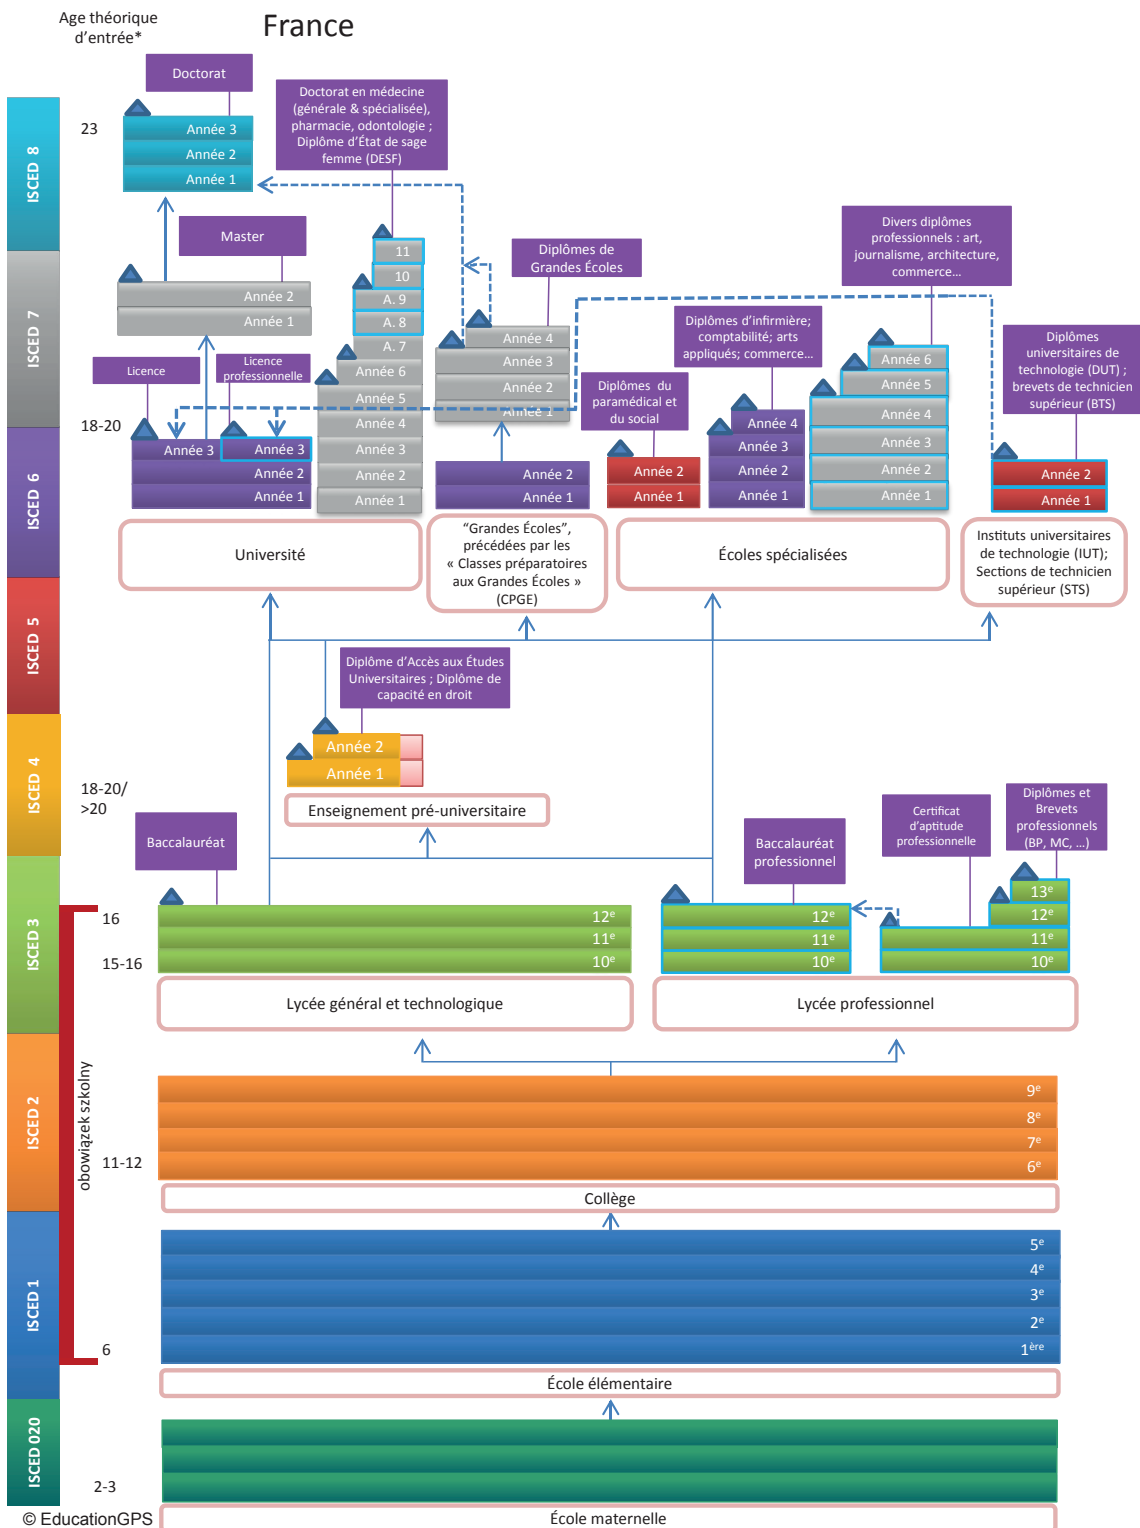 Age théorique
d'entrée*
France
Doctorat
Doctorat en médecine
(générale & spécialisée),
pharmacie, odontologie ;
Diplôme d'État de sage
femme (DESF)
ISCED 8
23
Année 3
Année 2
Année 1
Master
Diplômes de
Grandes Écoles
Divers diplômes
professionnels : art,
journalisme, architecture,
commerce...
ISCED 7
11
10
A. 9
A. 8
A. 7
Année 6
Année 5
Année 4
Année 3
Année 2
Année 1
Année 2
Année 1
Année 4
Année 3
Année 2
Année 1
Diplômes d'infirmière;
comptabilité; arts
appliqués; commerce...
Diplômes
universitaires de
technologie (DUT) ;
brevets de technicien
supérieur (BTS)
Licence
Licence
professionnelle
Diplômes du
paramédical et
du social
18-20
ISCED 6
Année 3
Année 3
Année 2
Année 1
Année 2
Année 1
Année 2
Année 1
Année 4
Année 3
Année 2
Année 1
Année 6
Année 5
Année 4
Année 3
Année 2
Année 1
Année 2
Année 1
Université
"Grandes Écoles",
précédées par les
« Classes préparatoires
aux Grandes Écoles »
(CPGE)
Écoles spécialisées
Instituts universitaires
de technologie (IUT);
Sections de technicien
supérieur (STS)
ISCED 5
Diplôme d'Accès aux Études
Universitaires ; Diplôme de
capacité en droit
ISCED 4
18-20/
>20
Année 2
Année 1
Enseignement pré-universitaire
Baccalauréat
Baccalauréat
professionnel
Certificat
d'aptitude
professionnelle
Diplômes et
Brevets
professionnels
(BP, MC, ...)
ISCED 3
16
15-16
12e
11e
10e
12e
11e
10e
13e
12e
11e
10e
Lycée général et technologique
Lycée professionnel
obowiązek szkolny
ISCED 2
11-12
9e
8e
7e
6e
Collège
ISCED 1
6
5e
4e
3e
2e
1ère
École élémentaire
ISCED 020
2-3
École maternelle
© EducationGPS